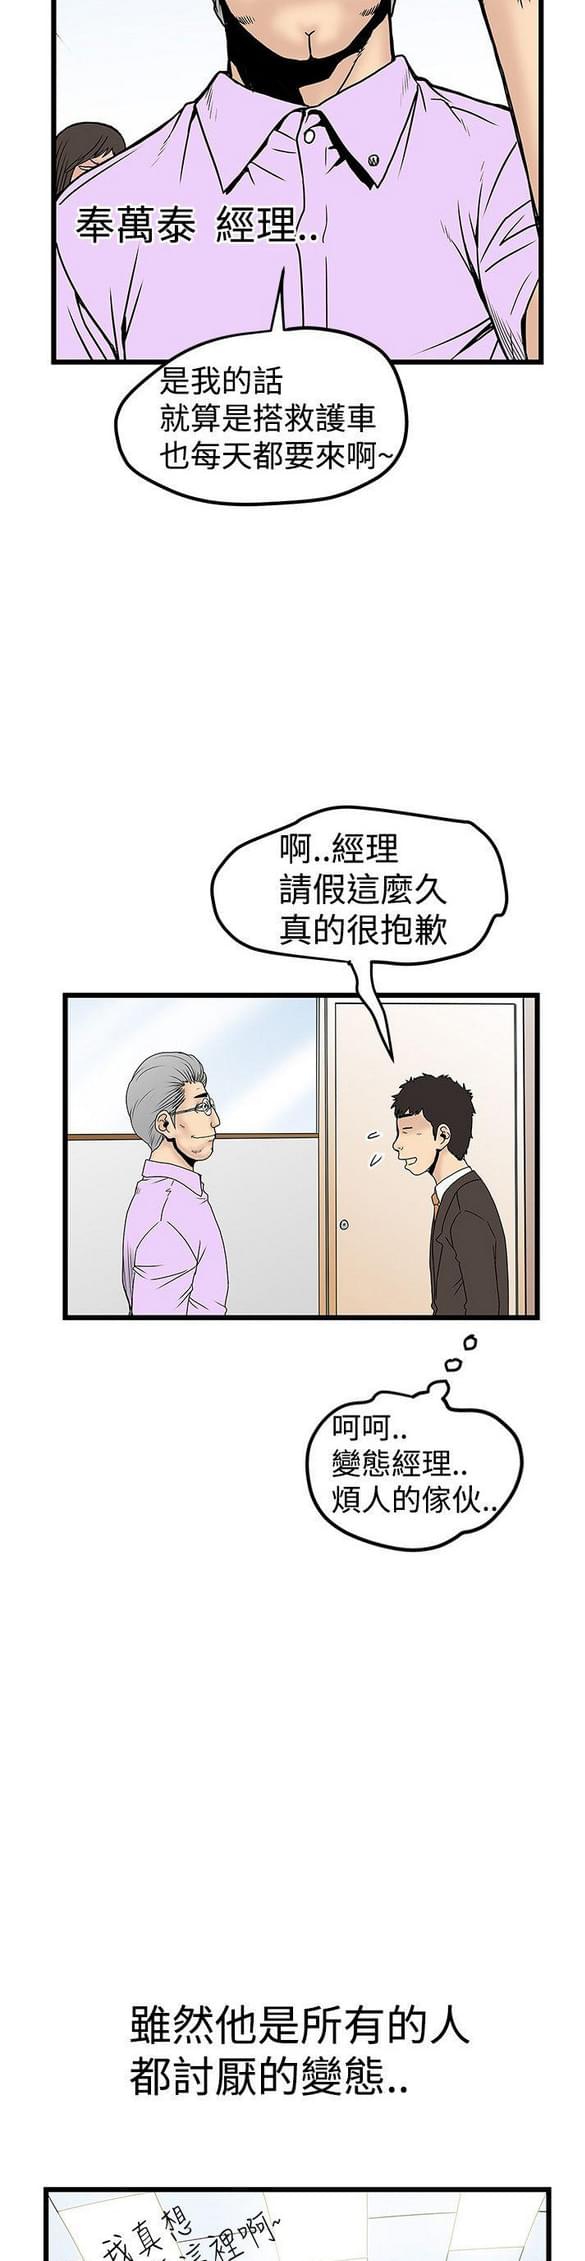 奉萬泰 經理..
是我的話
就算是搭救護車
也每天都要來啊~
啊..經理
請假這麼久
真的很抱歉
呵呵..
變態經理..
煩人的傢伙..
雖然他是所有的人
都討厭的變態..
我真想
這裡啊~